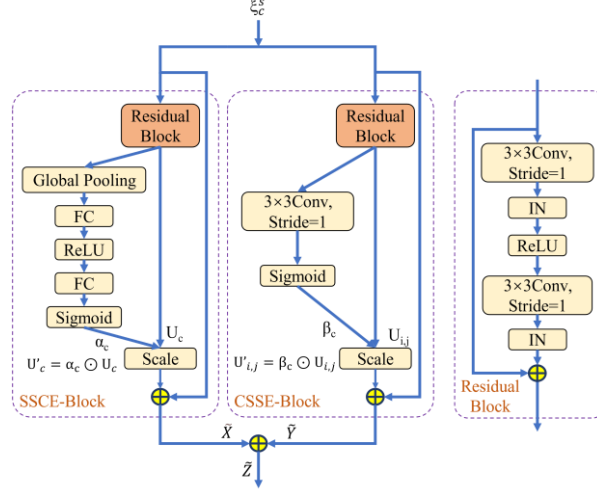 ξ_c^s
Residual
Block
Global Pooling
FC
ReLU
FC
Sigmoid
α_c
U_c
U'_c = α_c ⊙ U_c
Scale
SSCE-Block
Residual
Block
3×3Conv,
Stride=1
Sigmoid
β_c
U_{i,j}
U'_{i,j} = β_c ⊙ U_{i,j}
Scale
CSSE-Block
3×3Conv,
Stride=1
IN
ReLU
3×3Conv,
Stride=1
IN
Residual
Block
X̃
Ỹ
Z̃